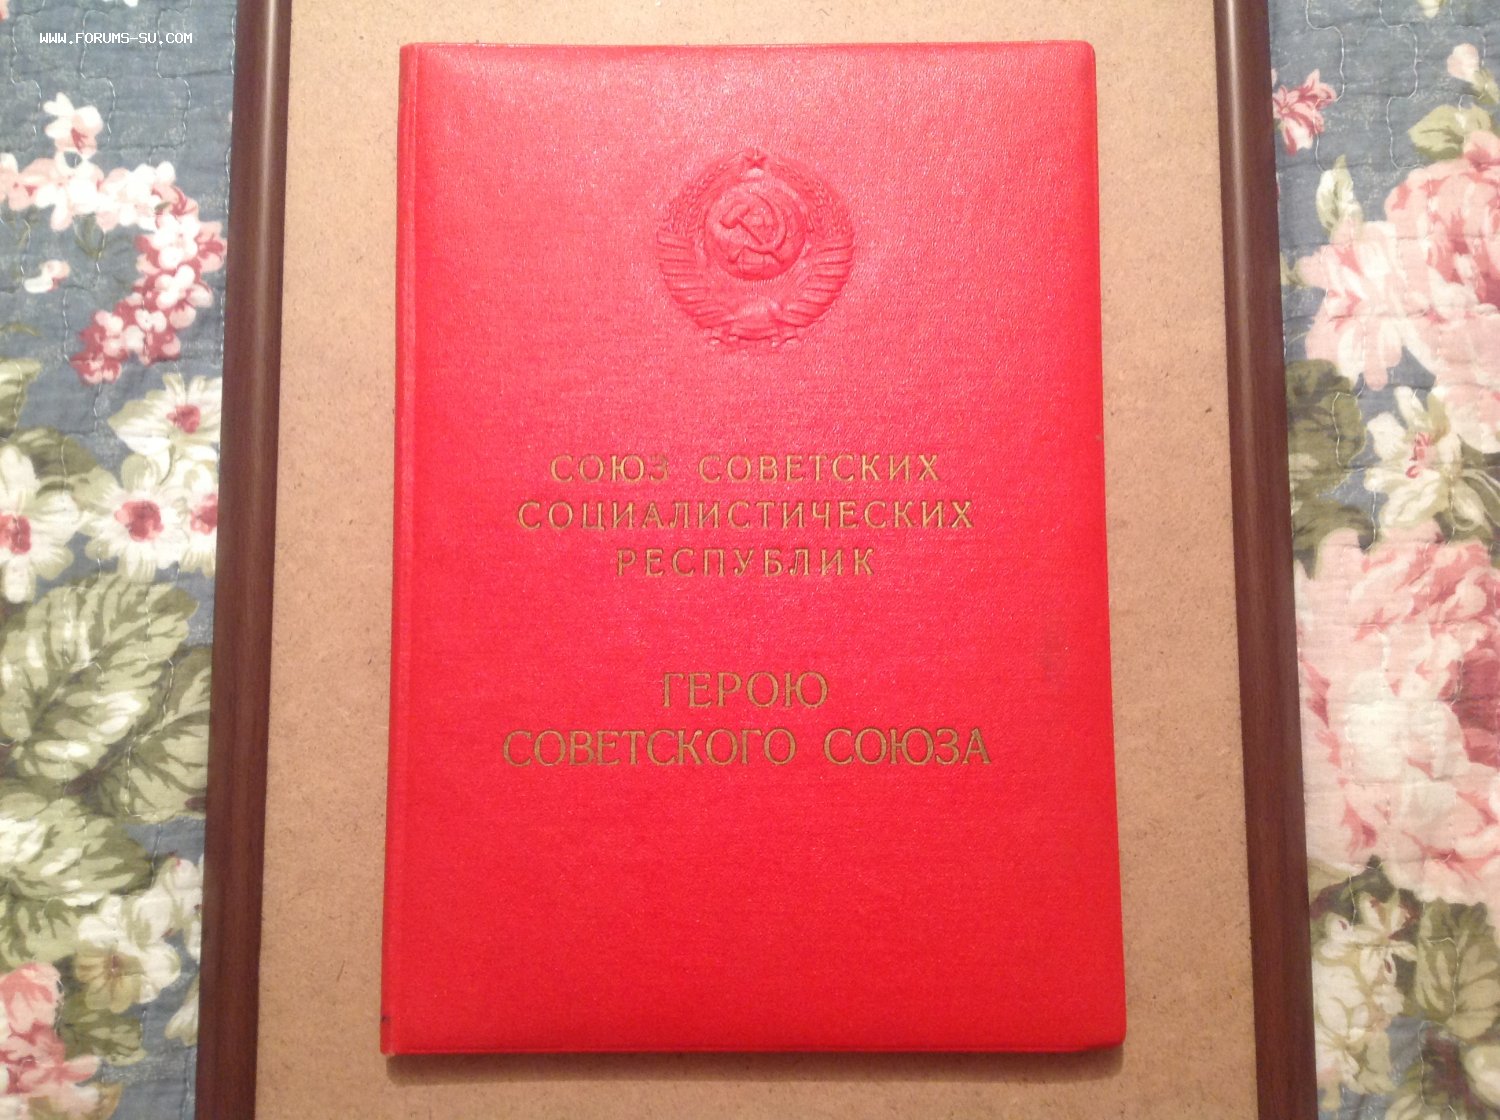 WWW.FORUMS-SU.COM
СОЮЗ СОВЕТСКИХ
СОЦИАЛИСТИЧЕСКИХ
РЕСПУБЛИК
ГЕРОЮ
СОВЕТСКОГО СОЮЗА